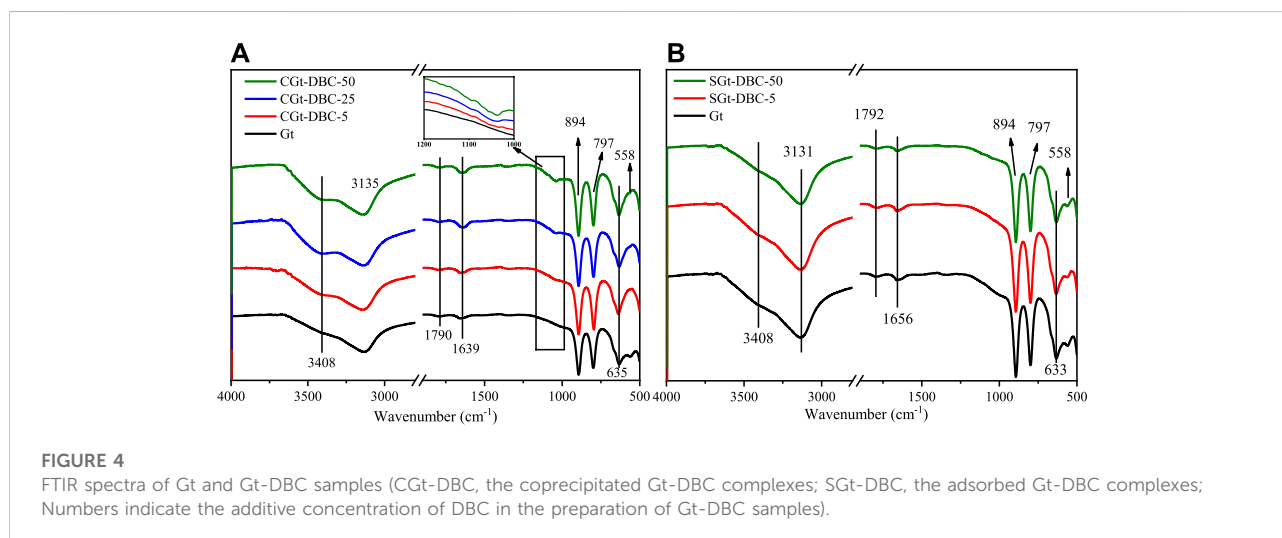 A
CGt-DBC-50
CGt-DBC-25
CGt-DBC-5
Gt
1200 1100 1000
894
797
558
3135
3408
1790
1639
635
4000 3500 3000 1500 1000 500
Wavenumber (cm-1)
B
SGt-DBC-50
SGt-DBC-5
Gt
1792
894
797
558
3131
3408
1656
633
4000 3500 3000 1500 1000 500
Wavenumber (cm-1)
FIGURE 4
FTIR spectra of Gt and Gt-DBC samples (CGt-DBC, the coprecipitated Gt-DBC complexes; SGt-DBC, the adsorbed Gt-DBC complexes;
Numbers indicate the additive concentration of DBC in the preparation of Gt-DBC samples).